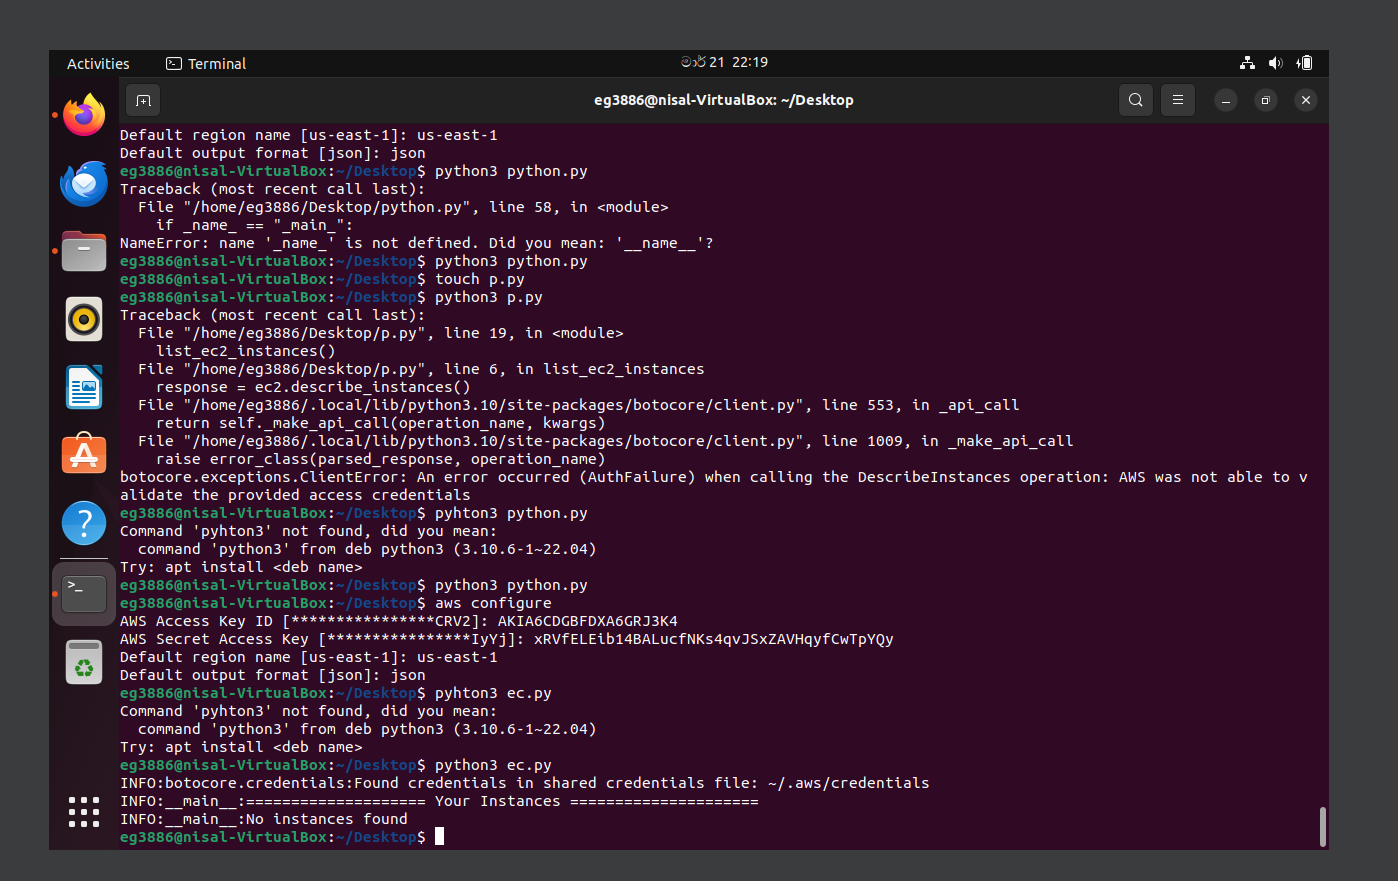 Activities
Terminal
මාර් 21 22:19
eg3886@nisal-VirtualBox: ~/Desktop
Default region name [us-east-1]: us-east-1
Default output format [json]: json
eg3886@nisal-VirtualBox:~/Desktop$ python3 python.py
Traceback (most recent call last):
  File "/home/eg3886/Desktop/python.py", line 58, in <module>
    if _name_ == "_main_":
NameError: name '_name_' is not defined. Did you mean: '__name__'?
eg3886@nisal-VirtualBox:~/Desktop$ python3 python.py
eg3886@nisal-VirtualBox:~/Desktop$ touch p.py
eg3886@nisal-VirtualBox:~/Desktop$ python3 p.py
Traceback (most recent call last):
  File "/home/eg3886/Desktop/p.py", line 19, in <module>
    list_ec2_instances()
  File "/home/eg3886/Desktop/p.py", line 6, in list_ec2_instances
    response = ec2.describe_instances()
  File "/home/eg3886/.local/lib/python3.10/site-packages/botocore/client.py", line 553, in _api_call
    return self._make_api_call(operation_name, kwargs)
  File "/home/eg3886/.local/lib/python3.10/site-packages/botocore/client.py", line 1009, in _make_api_call
    raise error_class(parsed_response, operation_name)
botocore.exceptions.ClientError: An error occurred (AuthFailure) when calling the DescribeInstances operation: AWS was not able to v
alidate the provided access credentials
eg3886@nisal-VirtualBox:~/Desktop$ pyhton3 python.py
Command 'pyhton3' not found, did you mean:
  command 'python3' from deb python3 (3.10.6-1~22.04)
Try: apt install <deb name>
eg3886@nisal-VirtualBox:~/Desktop$ python3 python.py
eg3886@nisal-VirtualBox:~/Desktop$ aws configure
AWS Access Key ID [****************CRV2]: AKIA6CDGBFDXA6GRJ3K4
AWS Secret Access Key [****************IyYj]: 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
Default region name [us-east-1]: us-east-1
Default output format [json]: json
eg3886@nisal-VirtualBox:~/Desktop$ pyhton3 ec.py
Command 'pyhton3' not found, did you mean:
  command 'python3' from deb python3 (3.10.6-1~22.04)
Try: apt install <deb name>
eg3886@nisal-VirtualBox:~/Desktop$ python3 ec.py
INFO:botocore.credentials:Found credentials in shared credentials file: ~/.aws/credentials
INFO:__main__:==================== Your Instances =====================
INFO:__main__:No instances found
eg3886@nisal-VirtualBox:~/Desktop$